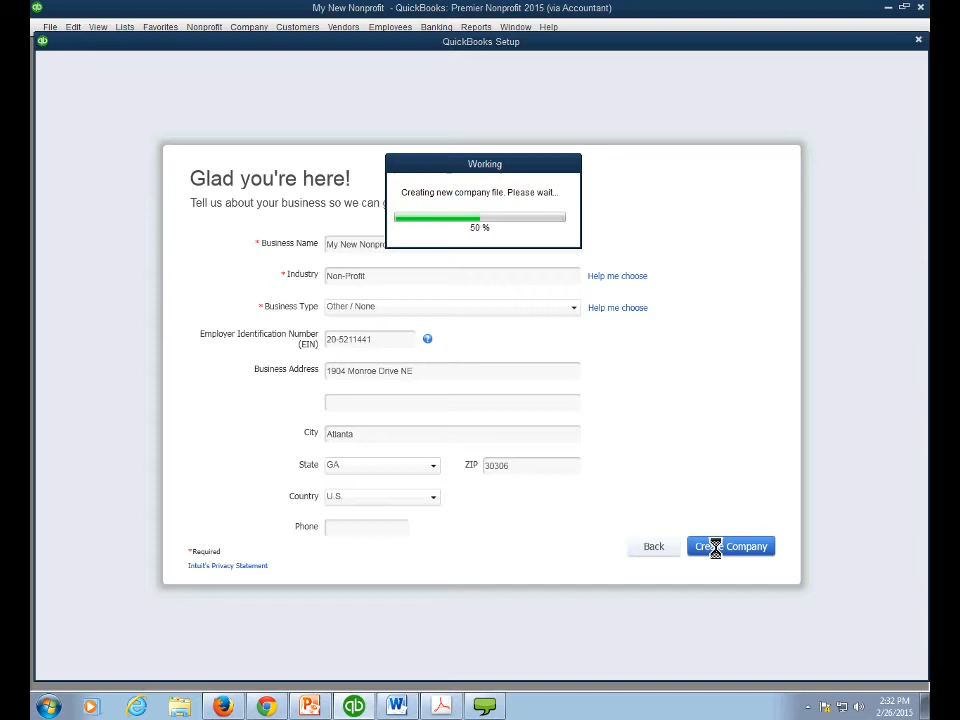 My New Nonprofit - QuickBooks: Premier Nonprofit 2015 (via Accountant)
File Edit View Lists Favorites Nonprofit Company Customers Vendors Employees Banking Reports Window Help
QuickBooks Setup
Working
Creating new company file. Please wait...
50 %
Glad you're here!
Tell us about your business so we can
* Business Name My New Nonpro
* Industry Non-Profit Help me choose
* Business Type Other / None Help me choose
Employer Identification Number
(EIN) 20-5211441
Business Address 1904 Monroe Drive NE
City Atlanta
State GA ZIP 30306
Country U.S.
Phone
Back Create Company
*Required
Intuit's Privacy Statement
2:32 PM
2/26/2015